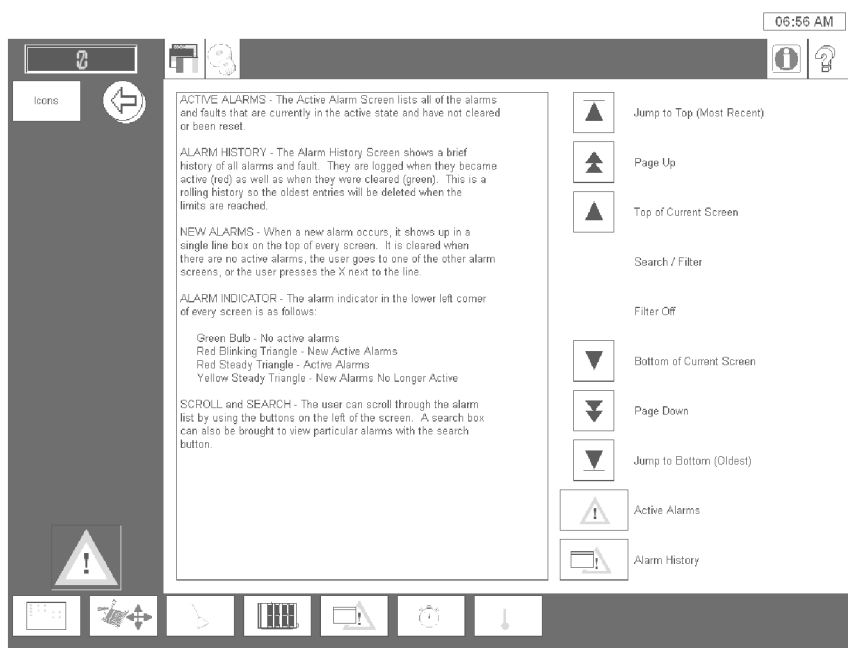 06:56 AM
0
Icons
ACTIVE ALARMS - The Active Alarm Screen lists all of the alarms
and faults that are currently in the active state and have not cleared
or been reset.
ALARM HISTORY - The Alarm History Screen shows a brief
history of all alarms and fault. They are logged when they became
active (red) as well as when they were cleared (green). This is a
rolling history so the oldest entries will be deleted when the
limits are reached.
NEW ALARMS - When a new alarm occurs, it shows up in a
single line box on the top of every screen. It is cleared when
there are no active alarms, the user goes to one of the other alarm
screens, or the user presses the X next to the line.
ALARM INDICATOR - The alarm indicator in the lower left corner
of every screen is as follows:
Green Bulb - No active alarms
Red Blinking Triangle - New Active Alarms
Red Steady Triangle - Active Alarms
Yellow Steady Triangle - New Alarms No Longer Active
SCROLL and SEARCH - The user can scroll through the alarm
list by using the buttons on the left of the screen. A search box
can also be brought to view particular alarms with the search
button.
Jump to Top (Most Recent)
Page Up
Top of Current Screen
Search / Filter
Filter Off
Bottom of Current Screen
Page Down
Jump to Bottom (Oldest)
Active Alarms
Alarm History